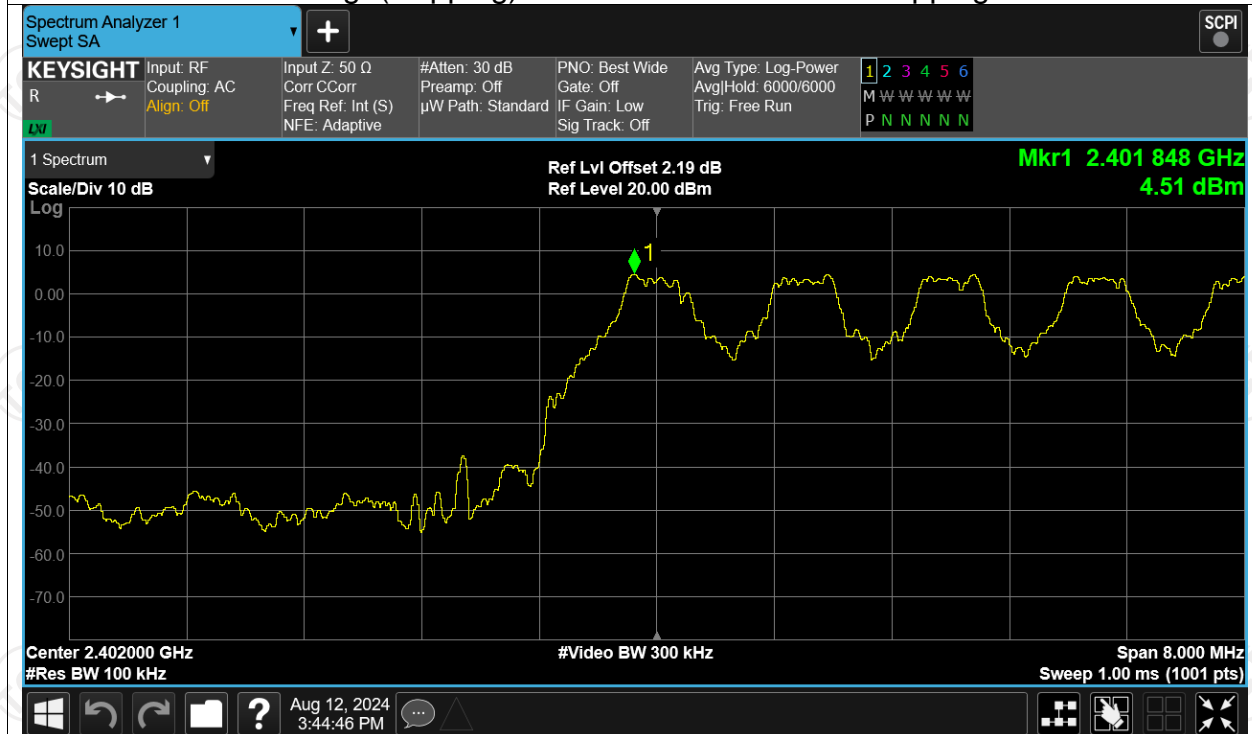 Spectrum Analyzer 1
Swept SA
+
SCPI
KEYSIGHT
R
LXI
Input: RF
Coupling: AC
Align: Off
Input Z: 50 Ω
Corr CCorr
Freq Ref: Int (S)
NFE: Adaptive
#Atten: 30 dB
Preamp: Off
µW Path: Standard
PNO: Best Wide
Gate: Off
IF Gain: Low
Sig Track: Off
Avg Type: Log-Power
Avg|Hold: 6000/6000
Trig: Free Run
1 2 3 4 5 6
M W W W W W
P N N N N N
1 Spectrum
Scale/Div 10 dB
Log
Ref Lvl Offset 2.19 dB
Ref Level 20.00 dBm
Mkr1 2.401 848 GHz
4.51 dBm
1
10.0
0.00
-10.0
-20.0
-30.0
-40.0
-50.0
-60.0
-70.0
Center 2.402000 GHz
#Res BW 100 kHz
#Video BW 300 kHz
Span 8.000 MHz
Sweep 1.00 ms (1001 pts)
?
Aug 12, 2024
3:44:46 PM